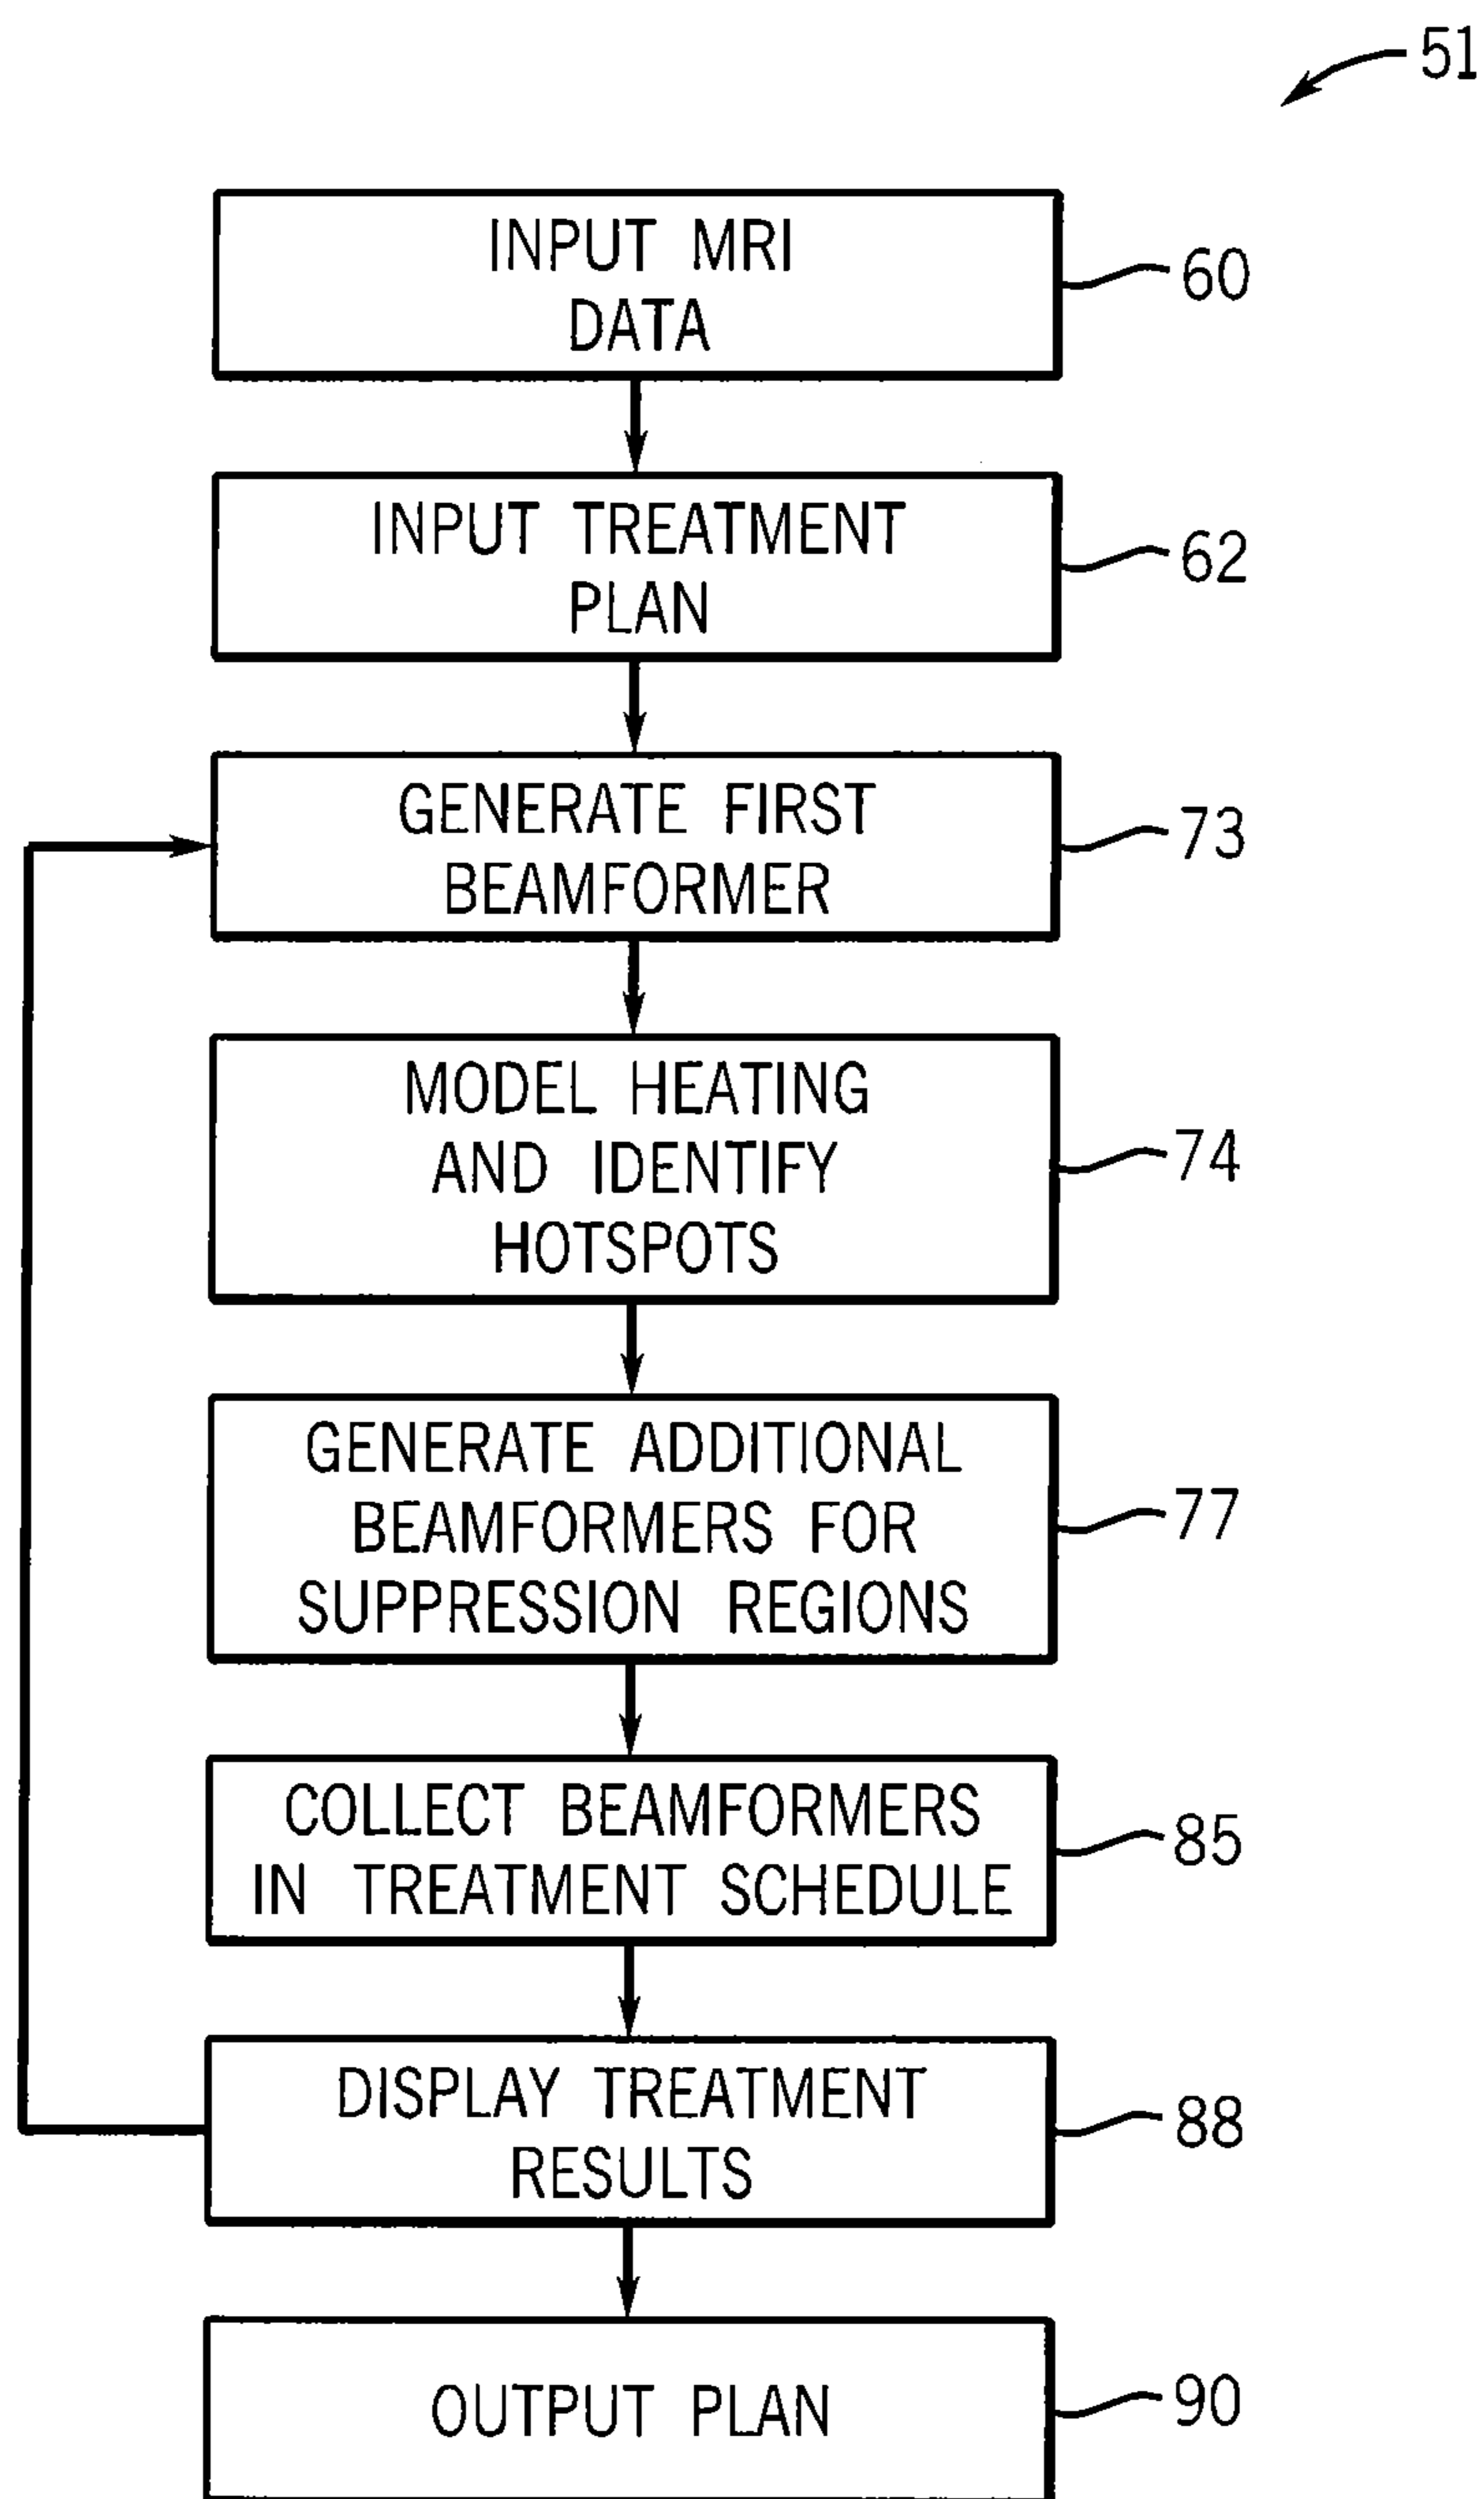 51
INPUT MRI
DATA
60
INPUT TREATMENT
PLAN
62
GENERATE FIRST
BEAMFORMER
73
MODEL HEATING
AND IDENTIFY
HOTSPOTS
74
GENERATE ADDITIONAL
BEAMFORMERS FOR
SUPPRESSION REGIONS
77
COLLECT BEAMFORMERS
IN TREATMENT SCHEDULE
85
DISPLAY TREATMENT
RESULTS
88
OUTPUT PLAN
90